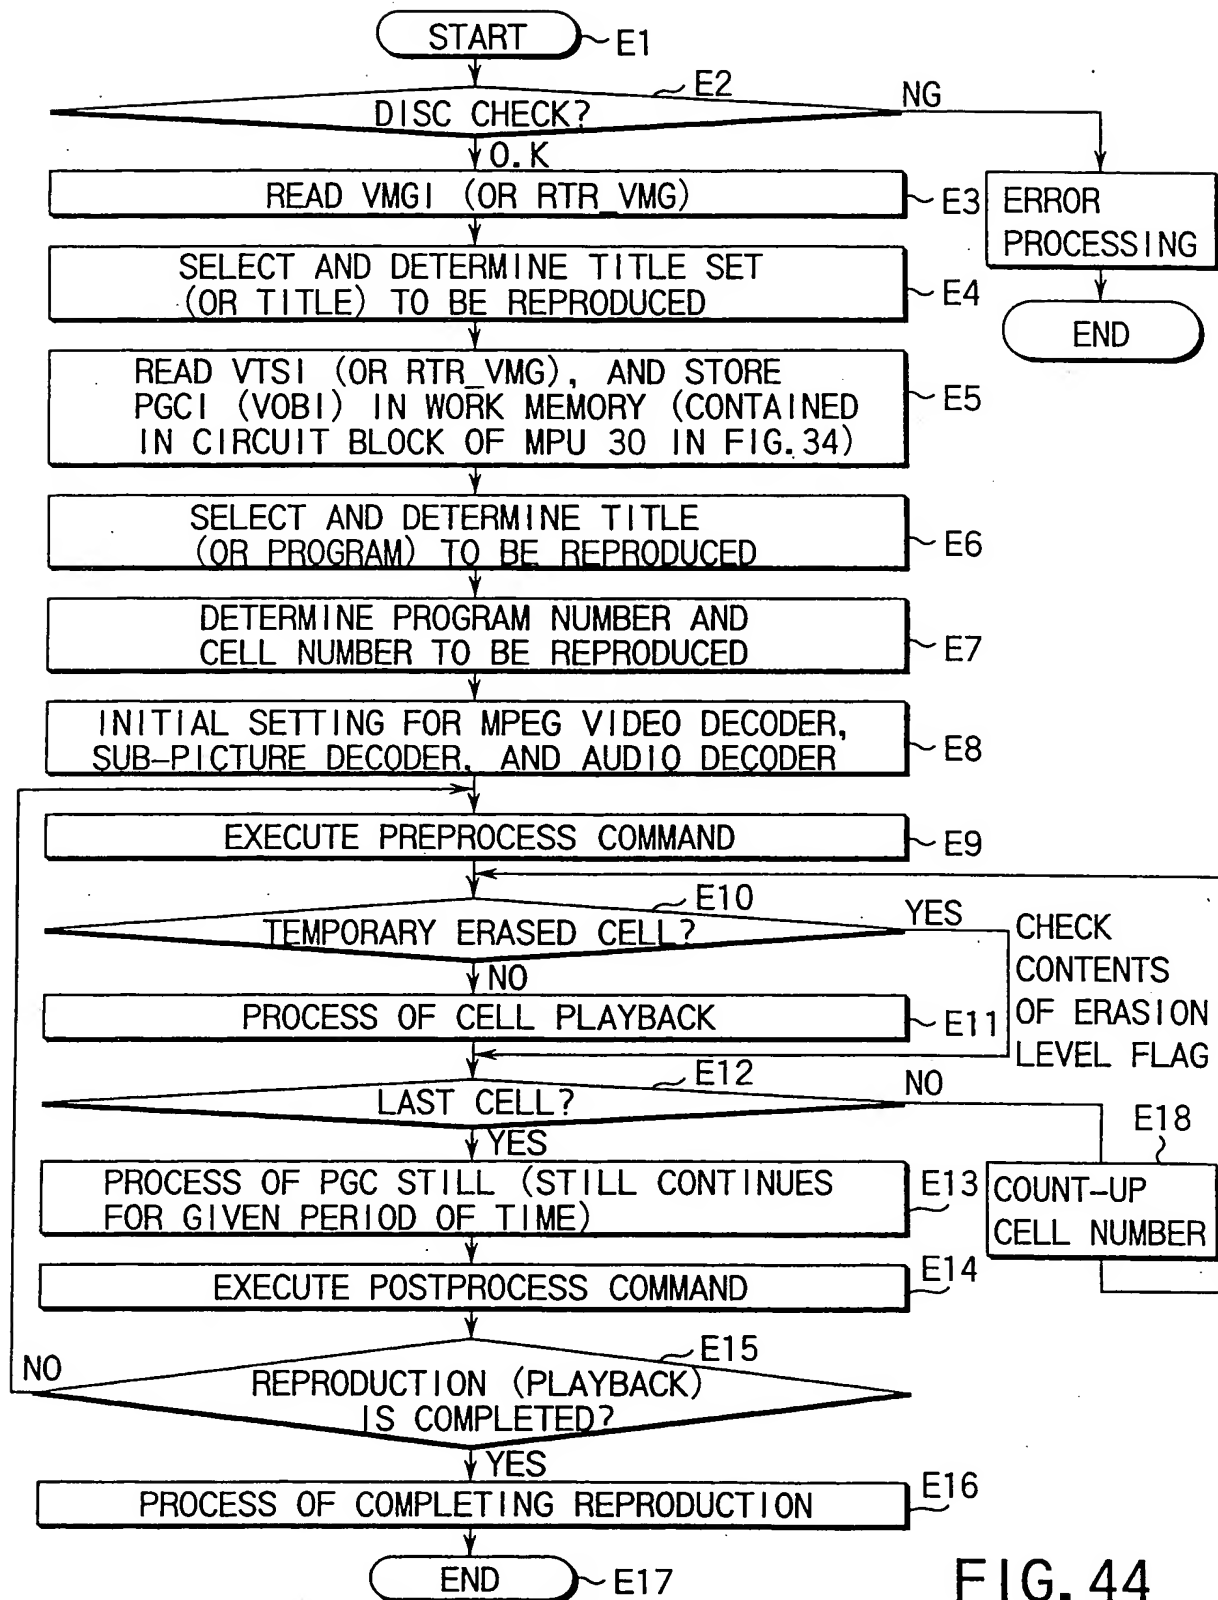 START
E1
E2
DISC CHECK?
NG
O.K
READ VMGI (OR RTR_VMG)
E3
ERROR
PROCESSING
END
SELECT AND DETERMINE TITLE SET
(OR TITLE) TO BE REPRODUCED
E4
READ VTSI (OR RTR_VMG), AND STORE
PGCI (VOBI) IN WORK MEMORY (CONTAINED
IN CIRCUIT BLOCK OF MPU 30 IN FIG.34)
E5
SELECT AND DETERMINE TITLE
(OR PROGRAM) TO BE REPRODUCED
E6
DETERMINE PROGRAM NUMBER AND
CELL NUMBER TO BE REPRODUCED
E7
INITIAL SETTING FOR MPEG VIDEO DECODER,
SUB-PICTURE DECODER, AND AUDIO DECODER
E8
EXECUTE PREPROCESS COMMAND
E9
E10
TEMPORARY ERASED CELL?
YES
CHECK
CONTENTS
OF ERASION
LEVEL FLAG
NO
PROCESS OF CELL PLAYBACK
E11
E12
LAST CELL?
NO
YES
E18
COUNT-UP
CELL NUMBER
PROCESS OF PGC STILL (STILL CONTINUES
FOR GIVEN PERIOD OF TIME)
E13
EXECUTE POSTPROCESS COMMAND
E14
E15
NO
REPRODUCTION (PLAYBACK)
IS COMPLETED?
YES
PROCESS OF COMPLETING REPRODUCTION
E16
END
E17
FIG. 44